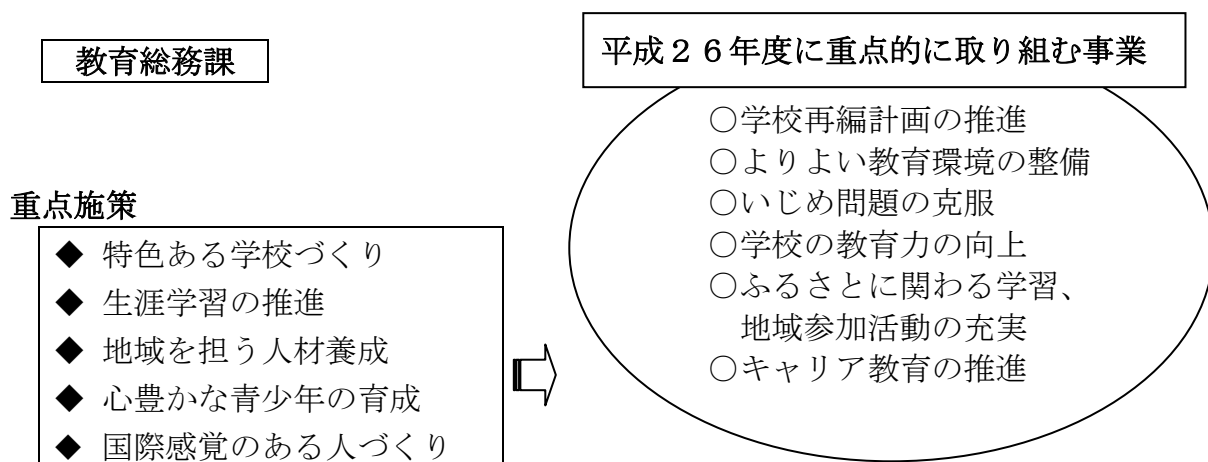 教育総務課
平成２６年度に重点的に取り組む事業
○学校再編計画の推進
○よりよい教育環境の整備
○いじめ問題の克服
○学校の教育力の向上
○ふるさとに関わる学習、
地域参加活動の充実
○キャリア教育の推進
重点施策
◆ 特色ある学校づくり
◆ 生涯学習の推進
◆ 地域を担う人材養成
◆ 心豊かな青少年の育成
◆ 国際感覚のある人づくり